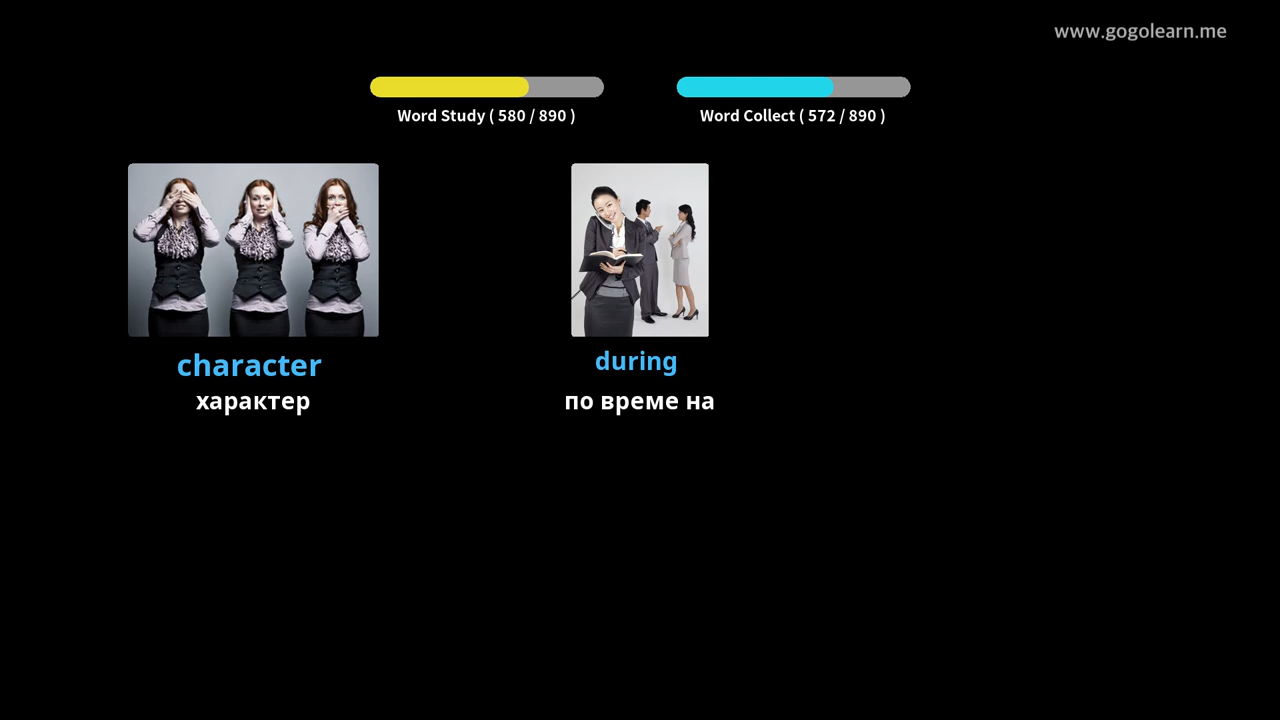 www.gogolearn.me
Word Study ( 580 / 890 )
Word Collect ( 572 / 890 )
character
характер
during
по време на